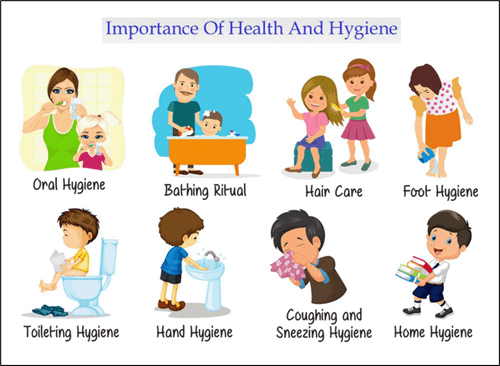 Importance Of Health And Hygiene
Oral Hygiene
Bathing Ritual
Hair Care
Foot Hygiene
Toileting Hygiene
Hand Hygiene
Coughing and
Sneezing Hygiene
Home Hygiene